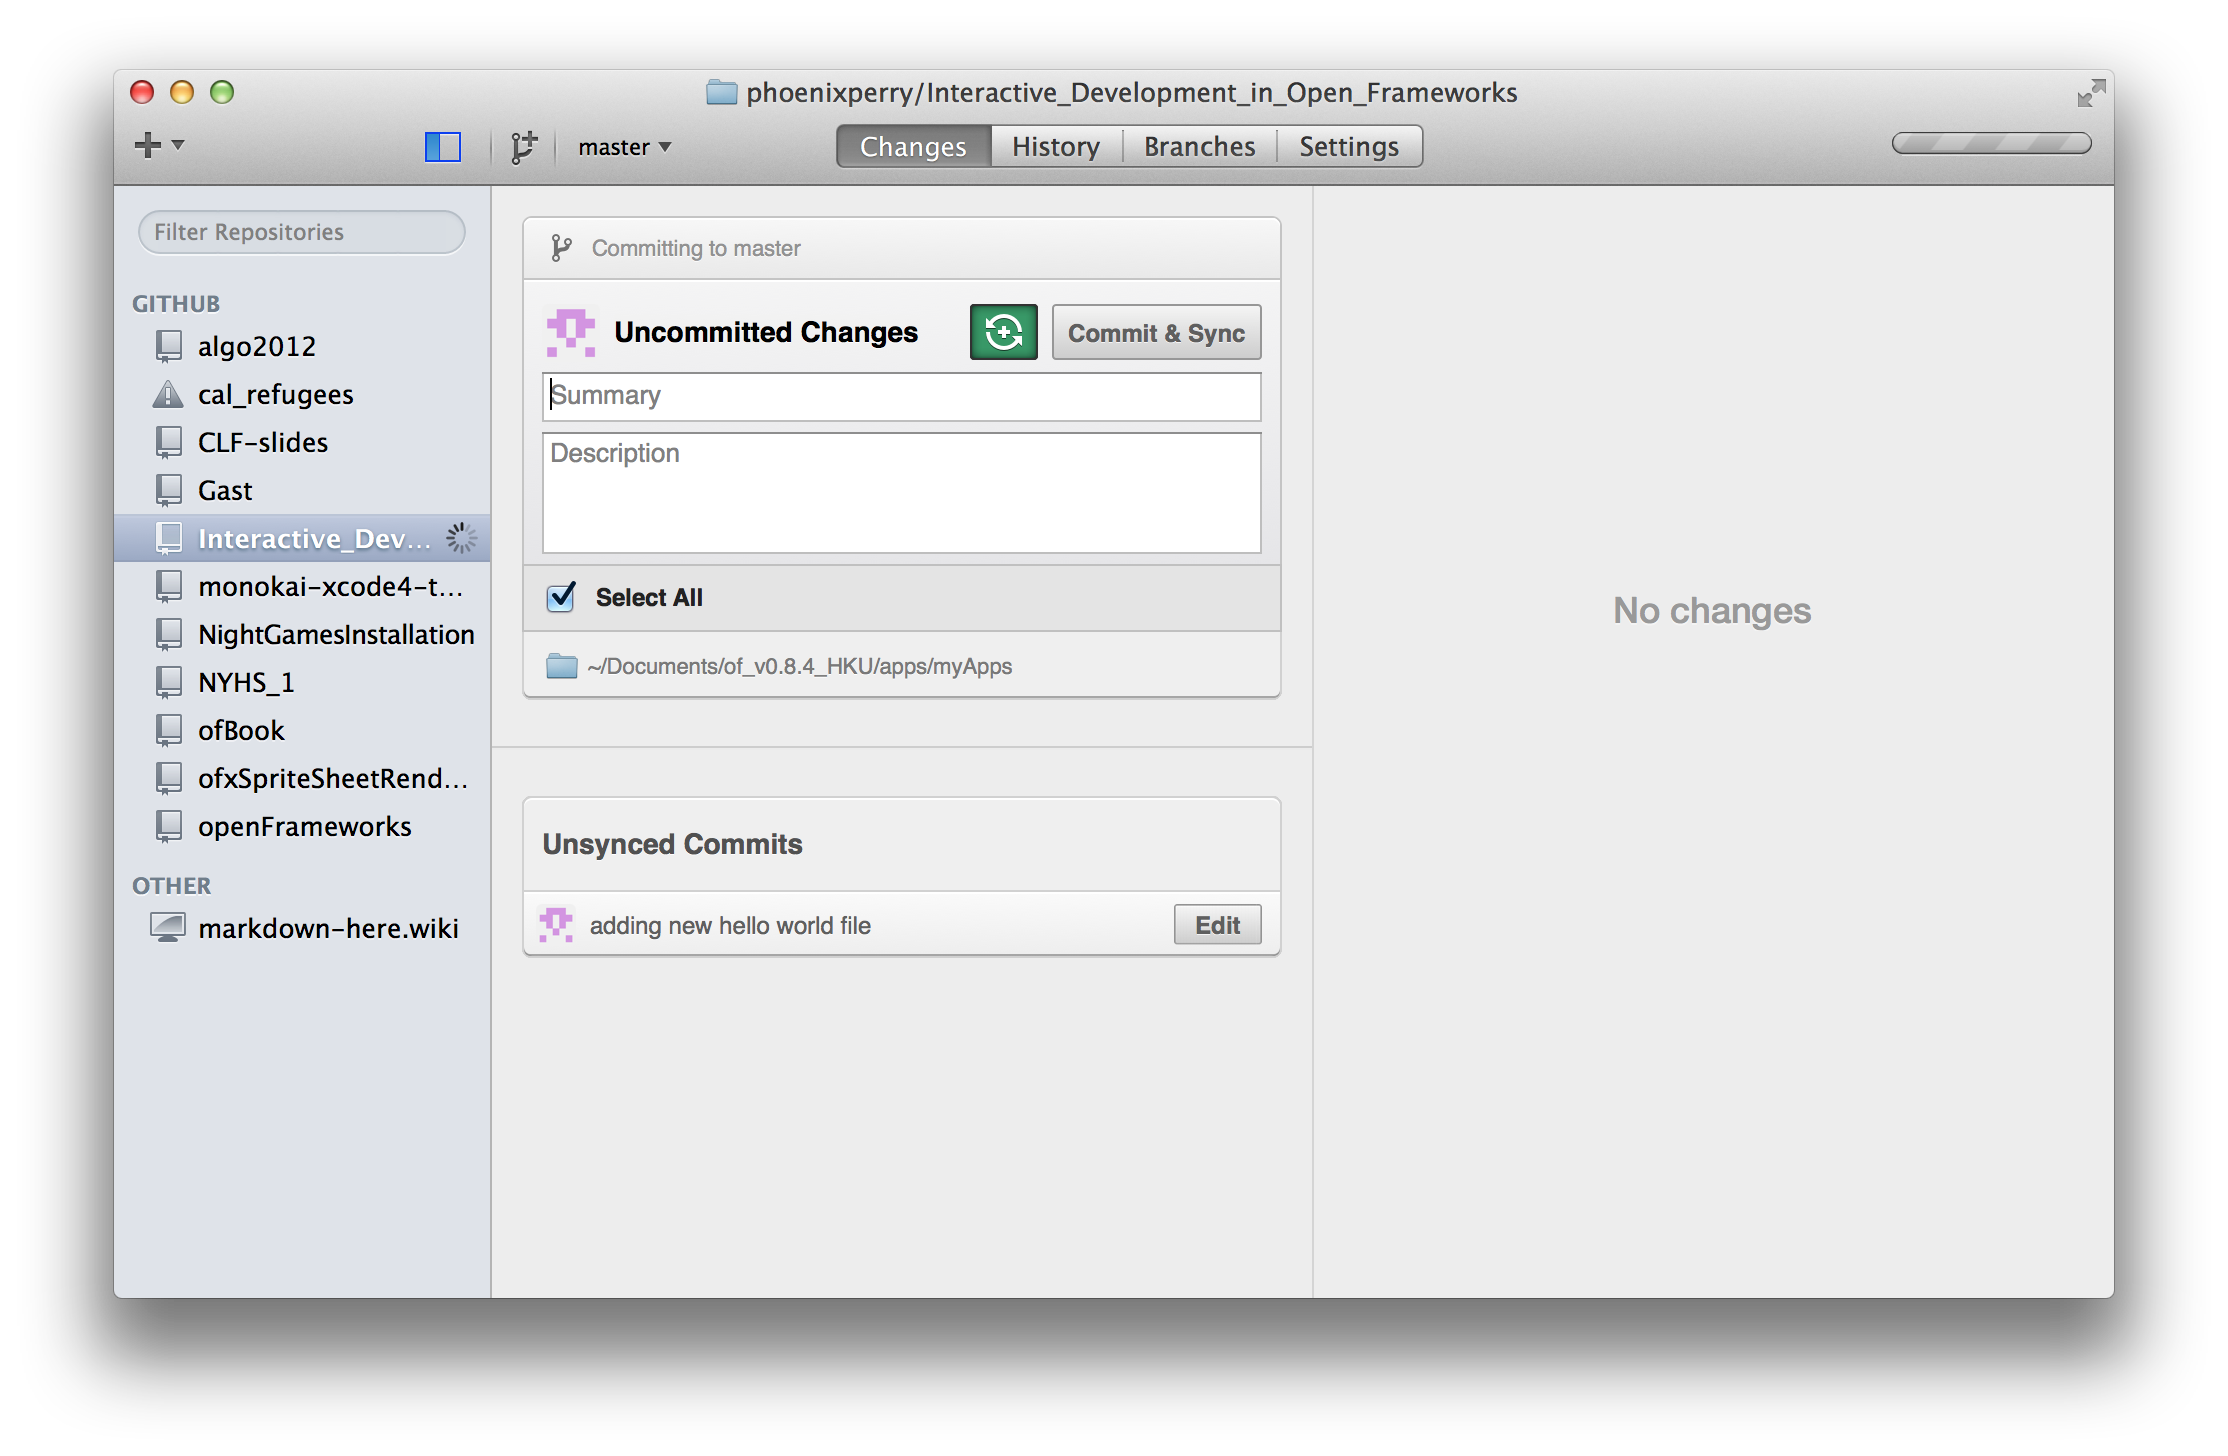 phoenixperry/Interactive_Development_in_Open_Frameworks
master
Changes
History
Branches
Settings
Filter Repositories
GITHUB
algo2012
cal_refugees
CLF-slides
Gast
Interactive_Dev...
monokai-xcode4-t...
NightGamesInstallation
NYHS_1
ofBook
ofxSpriteSheetRend...
openFrameworks
OTHER
markdown-here.wiki
Committing to master
Uncommitted Changes
Commit & Sync
Summary
Description
Select All
~/Documents/of_v0.8.4_HKU/apps/myApps
Unsynced Commits
adding new hello world file
Edit
No changes